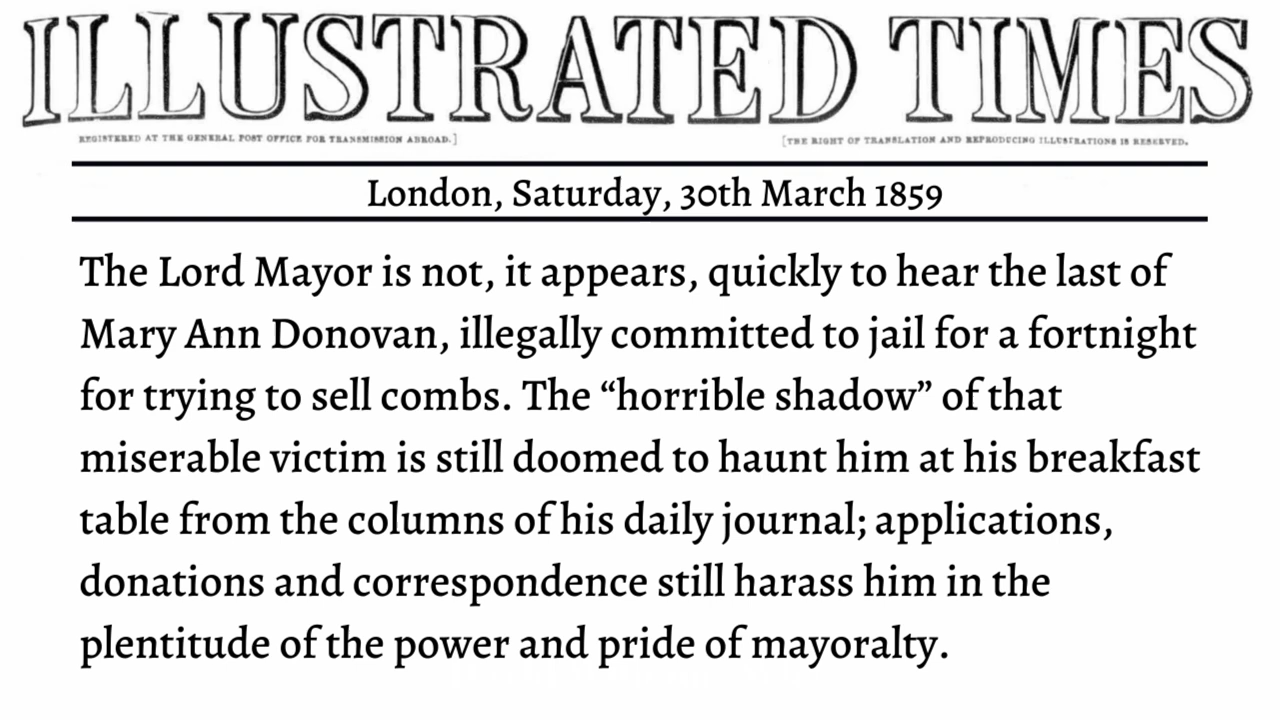 ILLUSTRATED TIMES
REGISTERED AT THE GENERAL POST OFFICE FOR TRANSMISSION ABROAD.] [THE RIGHT OF TRANSLATION AND REPRODUCING ILLUSTRATIONS IS RESERVED.
London, Saturday, 30th March 1859
The Lord Mayor is not, it appears, quickly to hear the last of
Mary Ann Donovan, illegally committed to jail for a fortnight
for trying to sell combs. The “horrible shadow” of that
miserable victim is still doomed to haunt him at his breakfast
table from the columns of his daily journal; applications,
donations and correspondence still harass him in the
plentitude of the power and pride of mayoralty.